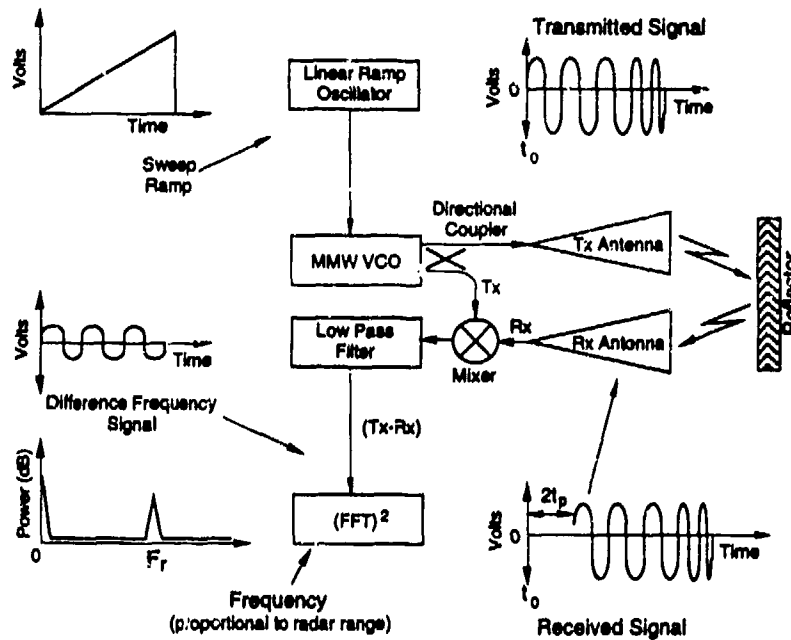 Volts
Time
Sweep
Ramp
Linear Ramp
Oscillator
Transmitted Signal
Volts
0
Time
t₀
Directional
Coupler
MMW VCO
Tx
Tx Antenna
Reflector
Volts
Time
Difference Frequency
Signal
Low Pass
Filter
Mixer
Rx
Rx Antenna
(Tx-Rx)
Power (dB)
0
Fr
(FFT)²
Frequency
(proportional to radar range)
2tp
Volts
0
Time
t₀
Received Signal